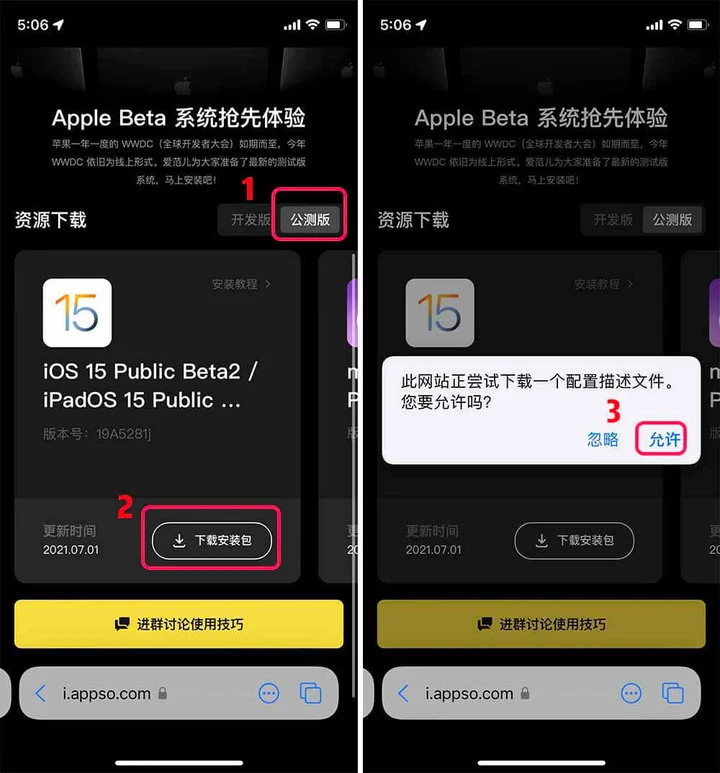 5:06
Apple Beta 系统抢先体验
苹果一年一度的 WWDC（全球开发者大会）如期而至，今年
WWDC 依旧为线上形式。爱范儿为大家准备了最新的测试版
系统，马上安装吧！
1
资源下载
开发版
公测版
安装教程
15
iOS 15 Public Beta2 /
iPadOS 15 Public ...
版本号：19A5281j
2
更新时间
2021.07.01
下载安装包
进群讨论使用技巧
i.appso.com
5:06
Apple Beta 系统抢先体验
苹果一年一度的 WWDC（全球开发者大会）如期而至，今年
WWDC 依旧为线上形式。爱范儿为大家准备了最新的测试版
系统，马上安装吧！
资源下载
开发版
公测版
安装教程
15
此网站正尝试下载一个配置描述文件。
您要允许吗？
3
忽略
允许
更新时间
2021.07.01
下载安装包
进群讨论使用技巧
i.appso.com